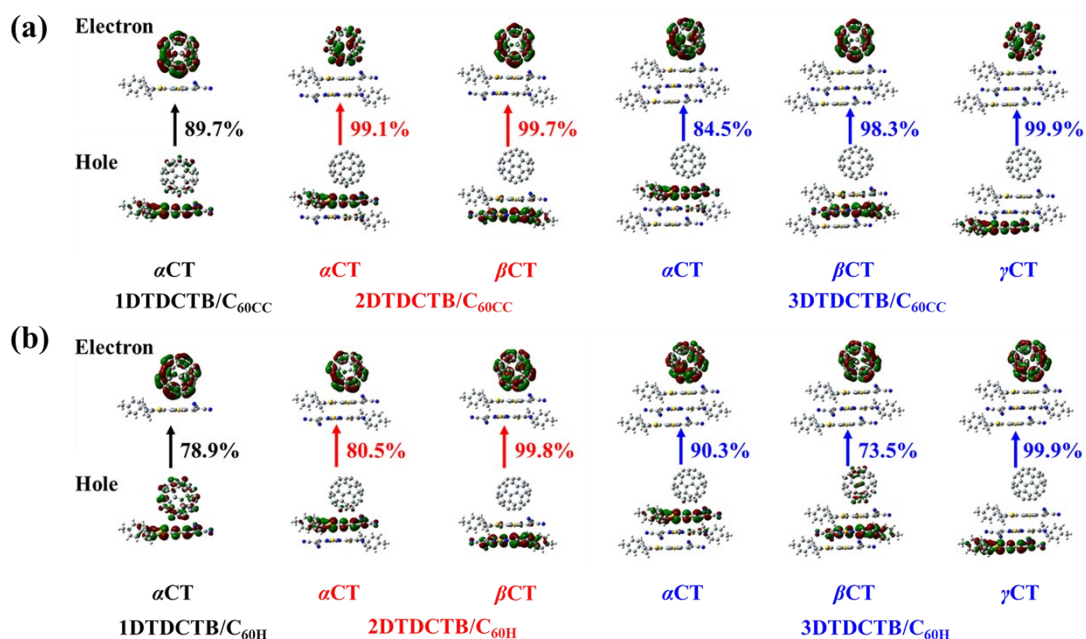 (a)
Electron
89.7% 99.1% 99.7% 84.5% 98.3% 99.9%
Hole
αCT αCT βCT αCT βCT γCT
1DTDCTB/C60CC 2DTDCTB/C60CC 3DTDCTB/C60CC
(b)
Electron
78.9% 80.5% 99.8% 90.3% 73.5% 99.9%
Hole
αCT αCT βCT αCT βCT γCT
1DTDCTB/C60H 2DTDCTB/C60H 3DTDCTB/C60H